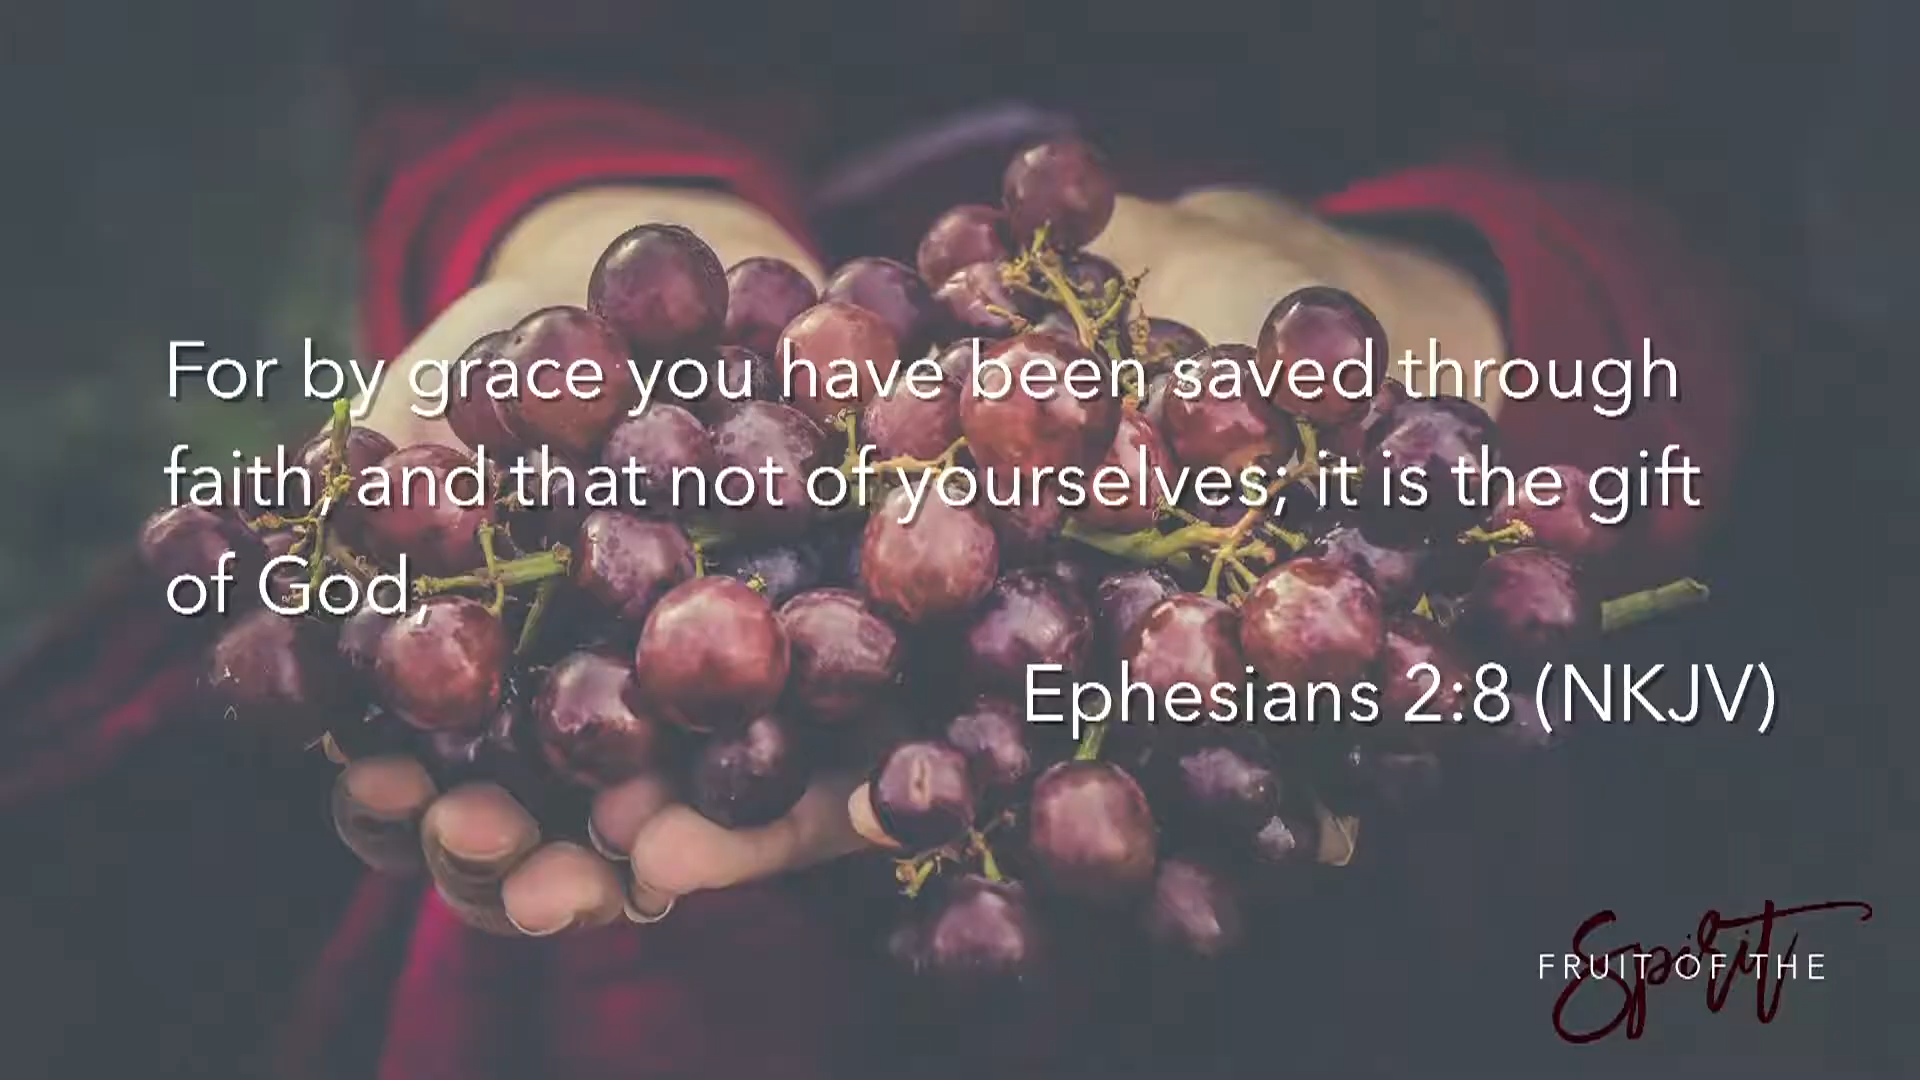 For by grace you have been saved through
faith, and that not of yourselves; it is the gift
of God,
Ephesians 2:8 (NKJV)
FRUIT OF THE
Spirit